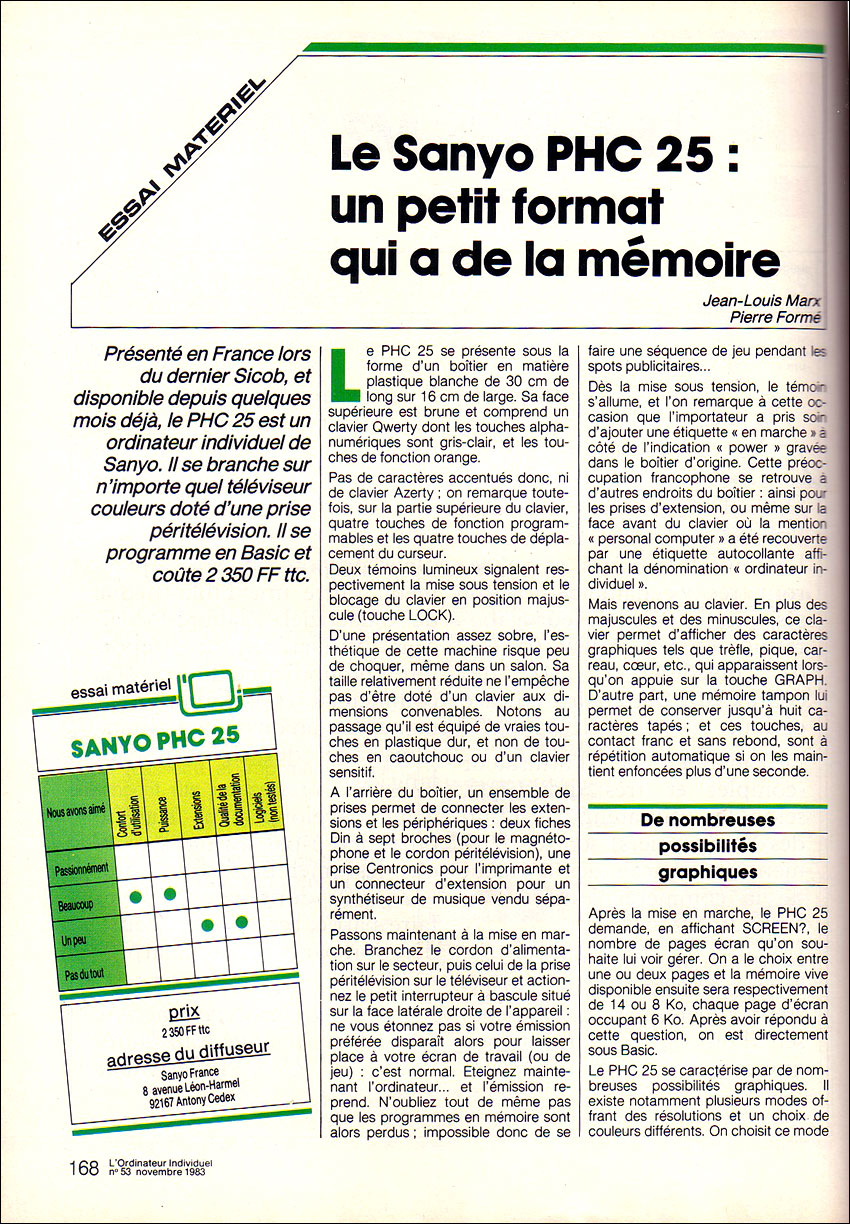 ESSAI MATERIEL
Le Sanyo PHC 25 :
un petit format
qui a de la mémoire
Jean-Louis Marx
Pierre Formé
Présenté en France lors
du dernier Sicob, et
disponible depuis quelques
mois déjà, le PHC 25 est un
ordinateur individuel de
Sanyo. Il se branche sur
n'importe quel téléviseur
couleurs doté d'une prise
péritélévision. Il se
programme en Basic et
coûte 2 350 FF ttc.
essai matériel
SANYO PHC 25
Nous avons aimé
Confort
d'utilisation
Puissance
Extensions
Qualité de la
documentation
Logiciels
(non testés)
Passionnément
Beaucoup
Un peu
Pas du tout
prix
2 350 FF ttc
adresse du diffuseur
Sanyo France
8 avenue Léon-Harmel
92167 Antony Cedex
Le PHC 25 se présente sous la
forme d'un boîtier en matière
plastique blanche de 30 cm de
long sur 16 cm de large. Sa face
supérieure est brune et comprend un
clavier Qwerty dont les touches alpha-
numériques sont gris-clair, et les tou-
ches de fonction orange.
Pas de caractères accentués donc, ni
de clavier Azerty ; on remarque toute-
fois, sur la partie supérieure du clavier,
quatre touches de fonction program-
mables et les quatre touches de dépla-
cement du curseur.
Deux témoins lumineux signalent res-
pectivement la mise sous tension et le
blocage du clavier en position majus-
cule (touche LOCK).
D'une présentation assez sobre, l'es-
thétique de cette machine risque peu
de choquer, même dans un salon. Sa
taille relativement réduite ne l'empêche
pas d'être doté d'un clavier aux di-
mensions convenables. Notons au
passage qu'il est équipé de vraies tou-
ches en plastique dur, et non de tou-
ches en caoutchouc ou d'un clavier
sensitif.
A l'arrière du boîtier, un ensemble de
prises permet de connecter les exten-
sions et les périphériques : deux fiches
Din à sept broches (pour le magnéto-
phone et le cordon péritélévision), une
prise Centronics pour l'imprimante et
un connecteur d'extension pour un
synthétiseur de musique vendu sépa-
rément.
Passons maintenant à la mise en mar-
che. Branchez le cordon d'alimenta-
tion sur le secteur, puis celui de la prise
péritélévision sur le téléviseur et action-
nez le petit interrupteur à bascule situé
sur la face latérale droite de l'appareil :
ne vous étonnez pas si votre émission
préférée disparaît alors pour laisser
place à votre écran de travail (ou de
jeu) : c'est normal. Eteignez mainte-
nant l'ordinateur... et l'émission re-
prend. N'oubliez tout de même pas
que les programmes en mémoire sont
alors perdus ; impossible donc de se
faire une séquence de jeu pendant les
spots publicitaires...
Dès la mise sous tension, le témoin
s'allume, et l'on remarque à cette oc-
casion que l'importateur a pris soin
d'ajouter une étiquette « en marche » à
côté de l'indication « power » gravée
dans le boîtier d'origine. Cette préoc-
cupation francophone se retrouve à
d'autres endroits du boîtier : ainsi pour
les prises d'extension, ou même sur la
face avant du clavier où la mention
« personal computer » a été recouverte
par une étiquette autocollante affi-
chant la dénomination « ordinateur in-
dividuel ».
Mais revenons au clavier. En plus des
majuscules et des minuscules, ce cla-
vier permet d'afficher des caractères
graphiques tels que trèfle, pique, car-
reau, cœur, etc., qui apparaissent lors-
qu'on appuie sur la touche GRAPH.
D'autre part, une mémoire tampon lui
permet de conserver jusqu'à huit ca-
ractères tapés ; et ces touches, au
contact franc et sans rebond, sont à
répétition automatique si on les main-
tient enfoncées plus d'une seconde.
De nombreuses
possibilités
graphiques
Après la mise en marche, le PHC 25
demande, en affichant SCREEN?, le
nombre de pages écran qu'on sou-
haite lui voir gérer. On a le choix entre
une ou deux pages et la mémoire vive
disponible ensuite sera respectivement
de 14 ou 8 Ko, chaque page d'écran
occupant 6 Ko. Après avoir répondu à
cette question, on est directement
sous Basic.
Le PHC 25 se caractérise par de nom-
breuses possibilités graphiques. Il
existe notamment plusieurs modes of-
frant des résolutions et un choix de
couleurs différents. On choisit ce mode
168 L'Ordinateur Individuel
n° 53 novembre 1983